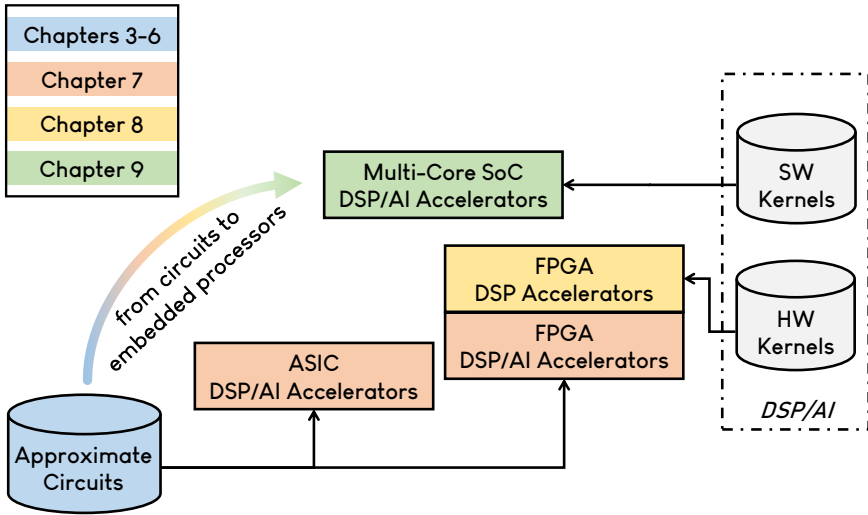 Chapters 3-6
Chapter 7
Chapter 8
Chapter 9
Multi-Core SoC
DSP/AI Accelerators
SW
Kernels
from circuits to
embedded processors
FPGA
DSP Accelerators
FPGA
DSP/AI Accelerators
HW
Kernels
ASIC
DSP/AI Accelerators
DSP/AI
Approximate
Circuits